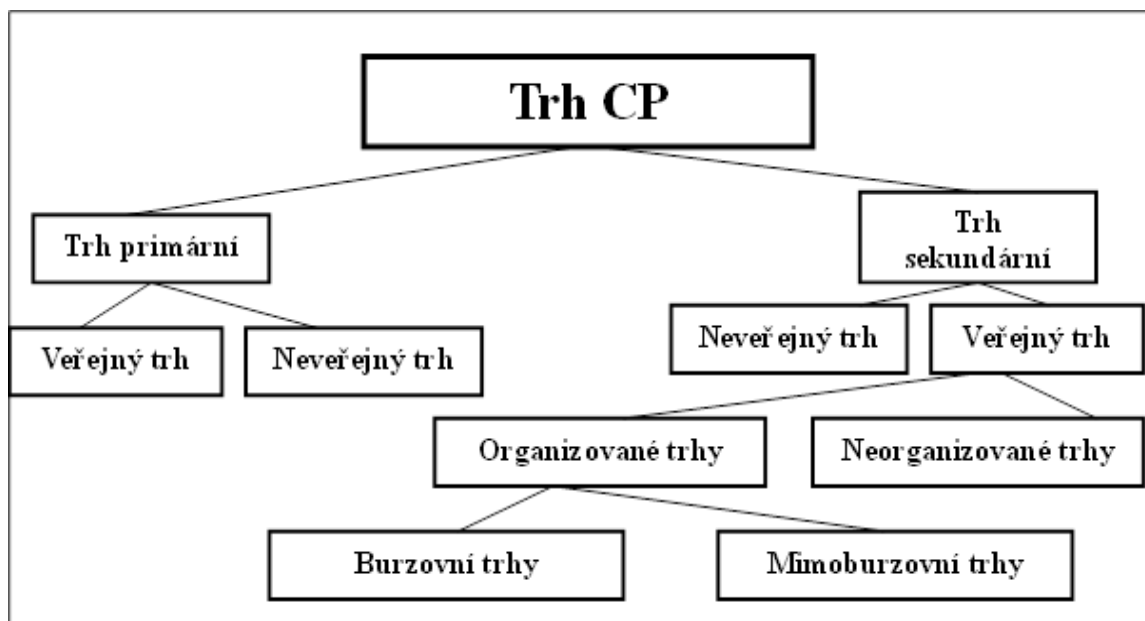 Trh CP
Trh primární
Trh
sekundární
Veřejný trh
Neveřejný trh
Neveřejný trh
Veřejný trh
Organizované trhy
Neorganizované trhy
Burzovní trhy
Mimoburzovní trhy